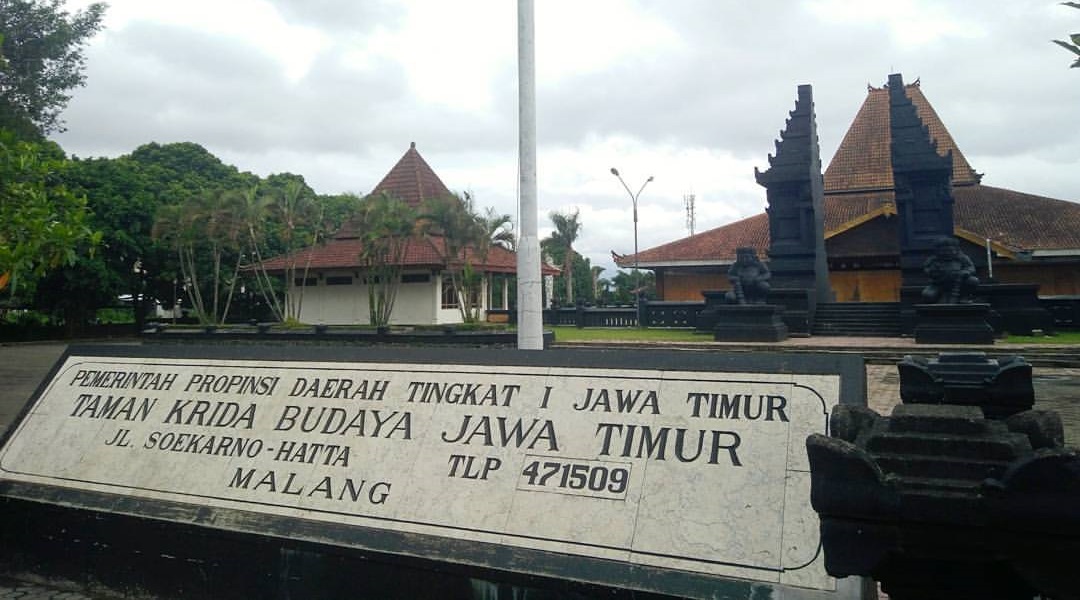 PEMERINTAH PROPINSI DAERAH TINGKAT I JAWA TIMUR
TAMAN KRIDA BUDAYA JAWA TIMUR
JL. SOEKARNO-HATTA TLP 471509
MALANG